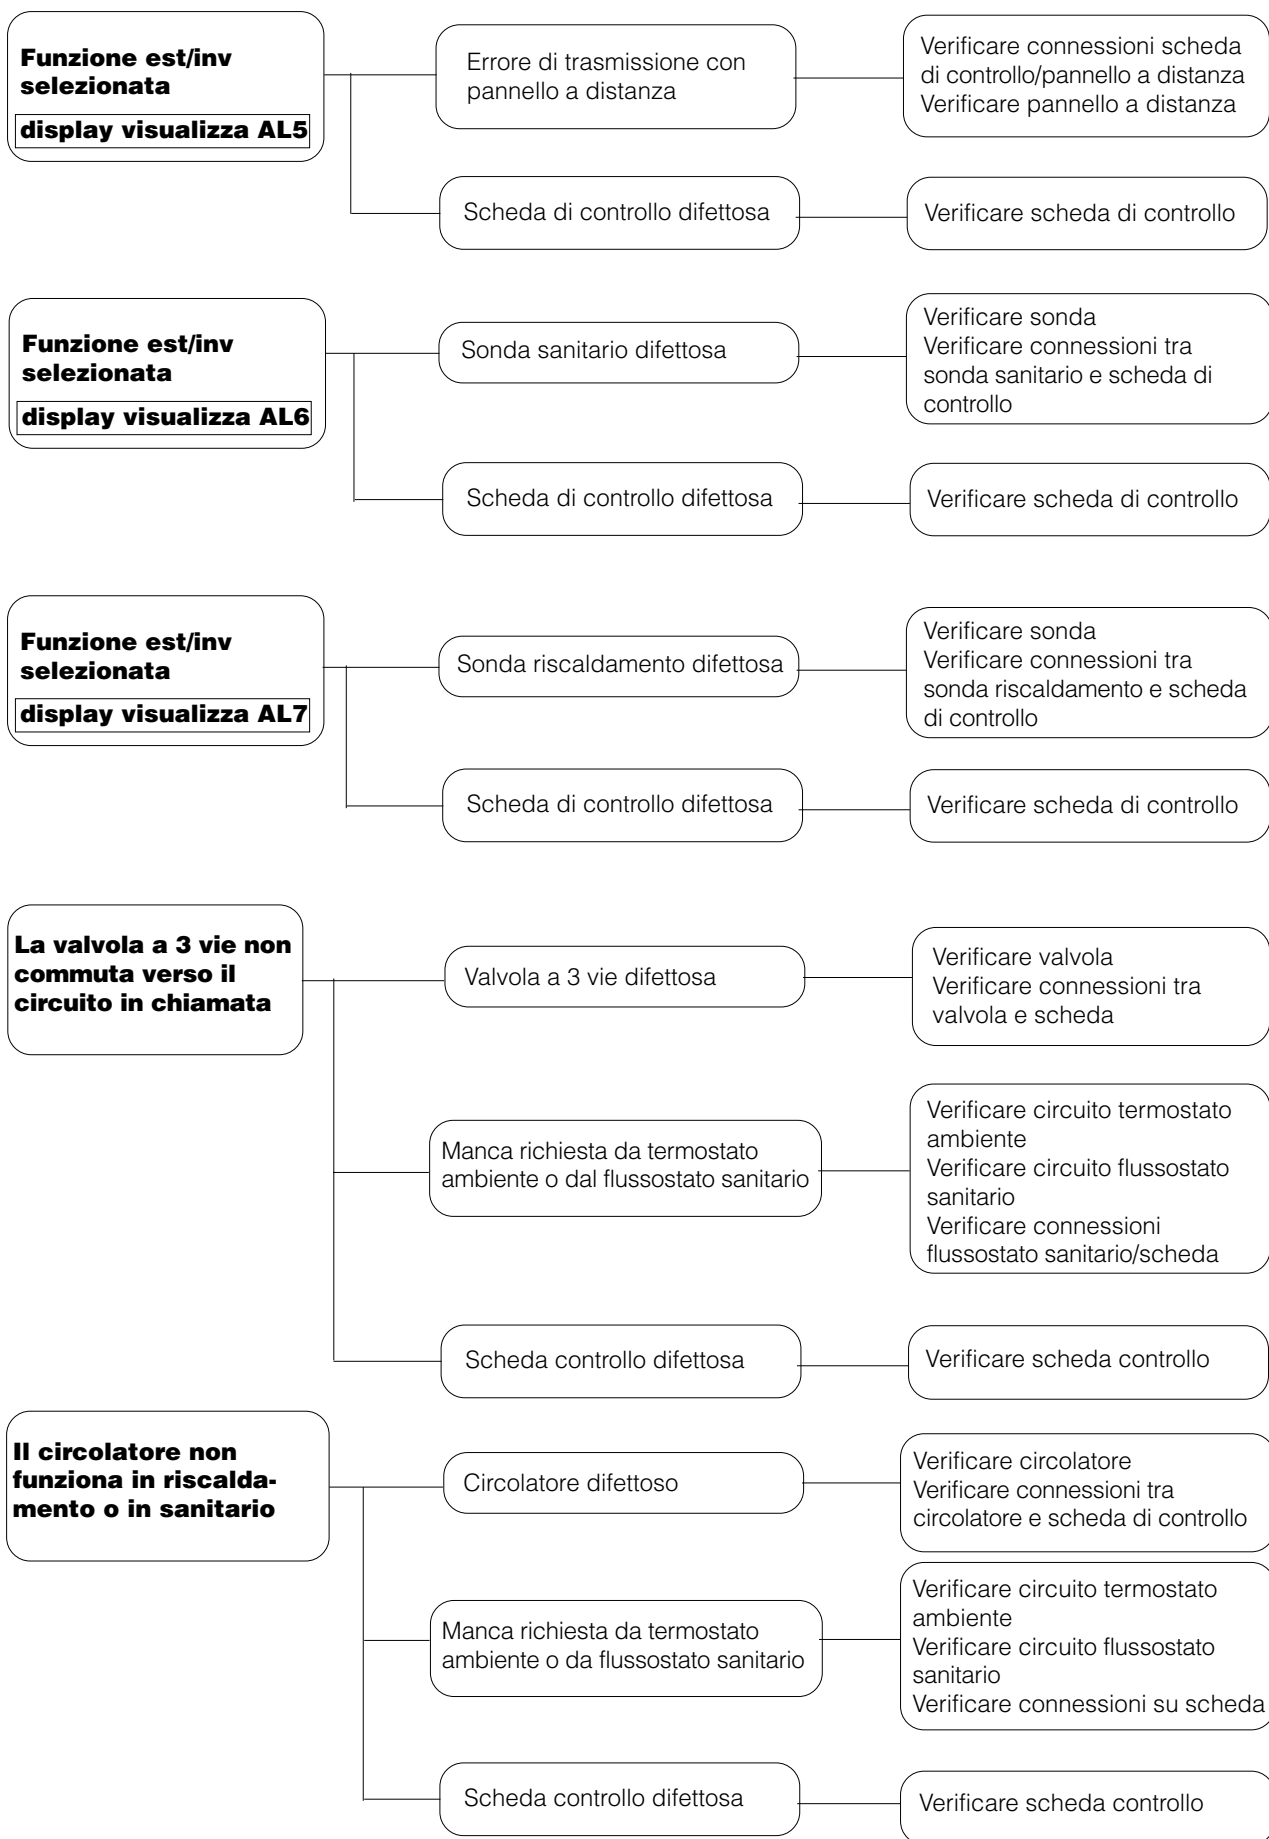 Funzione est/inv
selezionata
display visualizza AL5
Errore di trasmissione con
pannello a distanza
Verificare connessioni scheda
di controllo/pannello a distanza
Verificare pannello a distanza
Scheda di controllo difettosa
Verificare scheda di controllo
Funzione est/inv
selezionata
display visualizza AL6
Sonda sanitario difettosa
Verificare sonda
Verificare connessioni tra
sonda sanitario e scheda di
controllo
Scheda di controllo difettosa
Verificare scheda di controllo
Funzione est/inv
selezionata
display visualizza AL7
Sonda riscaldamento difettosa
Verificare sonda
Verificare connessioni tra
sonda riscaldamento e scheda
di controllo
Scheda di controllo difettosa
Verificare scheda di controllo
La valvola a 3 vie non
commuta verso il
circuito in chiamata
Valvola a 3 vie difettosa
Verificare valvola
Verificare connessioni tra
valvola e scheda
Manca richiesta da termostato
ambiente o dal flussostato sanitario
Verificare circuito termostato
ambiente
Verificare circuito flussostato
sanitario
Verificare connessioni
flussostato sanitario/scheda
Scheda controllo difettosa
Verificare scheda controllo
Il circolatore non
funziona in riscalda-
mento o in sanitario
Circolatore difettoso
Verificare circolatore
Verificare connessioni tra
circolatore e scheda di controllo
Manca richiesta da termostato
ambiente o da flussostato sanitario
Verificare circuito termostato
ambiente
Verificare circuito flussostato
sanitario
Verificare connessioni su scheda
Scheda controllo difettosa
Verificare scheda controllo